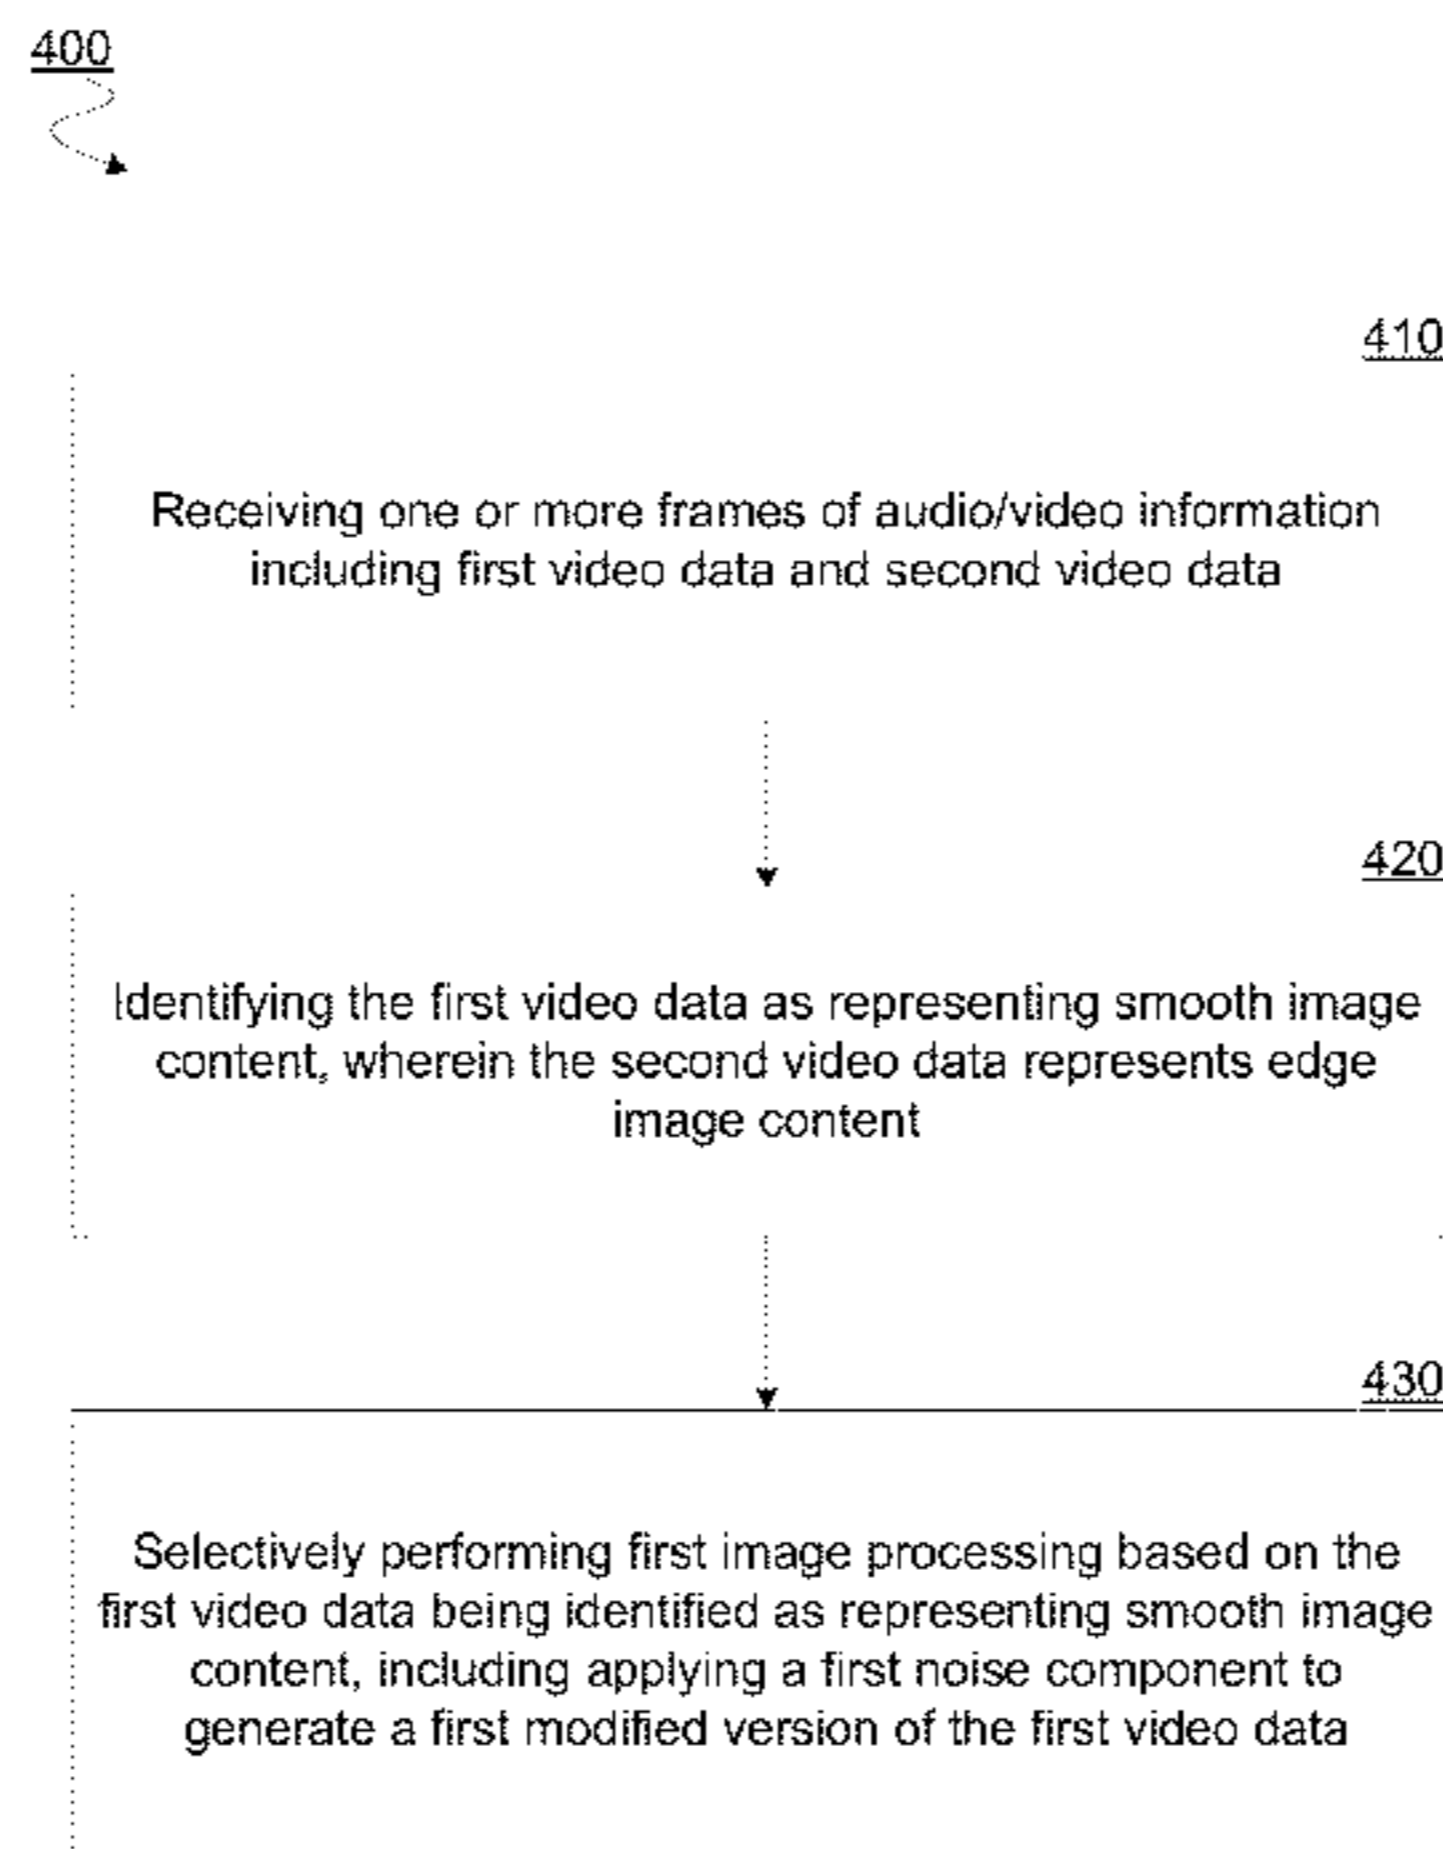 400
410
Receiving one or more frames of audio/video information
including first video data and second video data
420
Identifying the first video data as representing smooth image
content, wherein the second video data represents edge
image content
430
Selectively performing first image processing based on the
first video data being identified as representing smooth image
content, including applying a first noise component to
generate a first modified version of the first video data